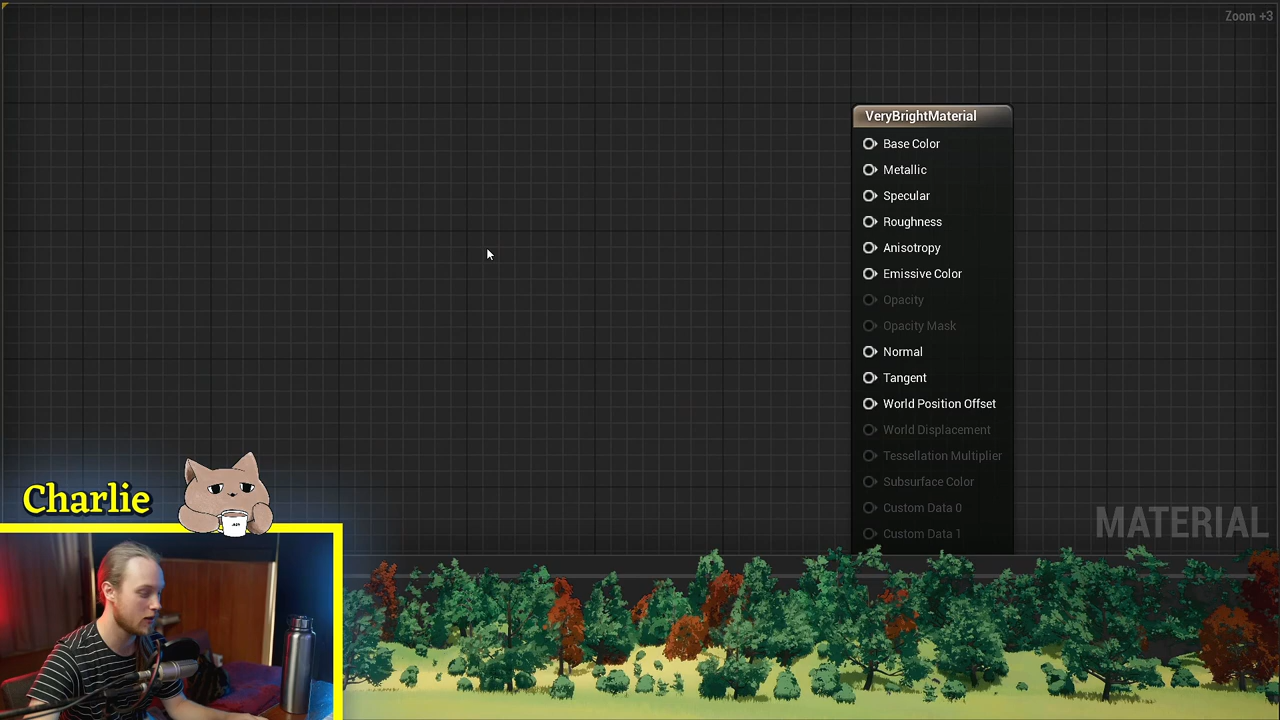 Zoom +3
VeryBrightMaterial
Base Color
Metallic
Specular
Roughness
Anisotropy
Emissive Color
Opacity
Opacity Mask
Normal
Tangent
World Position Offset
World Displacement
Tessellation Multiplier
Subsurface Color
Custom Data 0
Custom Data 1
MATERIAL
Charlie